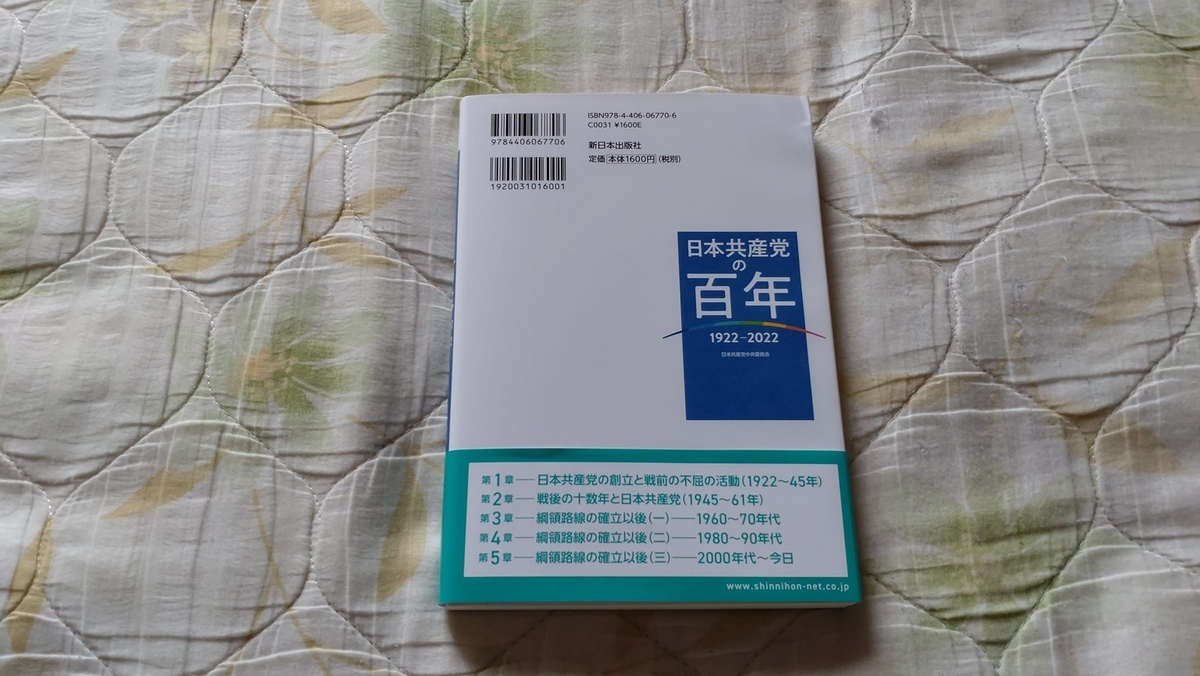 ISBN978-4-406-06770-6
C0031 ¥1600E
9784406067706
新日本出版社
定価 本体1600円 (税別)
1920031016001
日本共産党
の
百年
1922-2022
日本共産党中央委員会
第1章──日本共産党の創立と戦前の不屈の活動(1922〜45年)
第2章──戦後の十数年と日本共産党(1945〜61年)
第3章──綱領路線の確立以後(一)──1960〜70年代
第4章──綱領路線の確立以後(二)──1980〜90年代
第5章──綱領路線の確立以後(三)──2000年代〜今日
www.shinnihon-net.co.jp